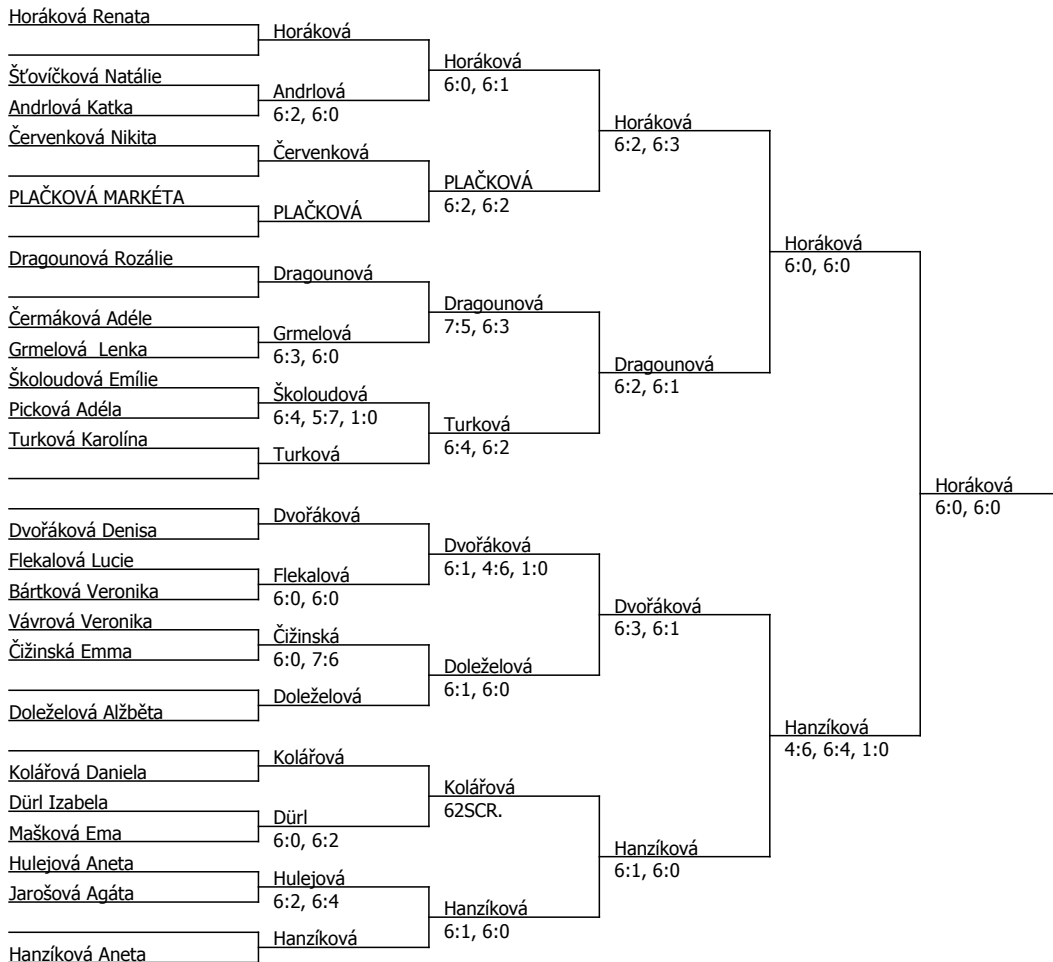 Horáková Renata
Šťovíčková Natálie
Andrlová Katka
Červenková Nikita
PLAČKOVÁ MARKÉTA
Dragounová Rozálie
Čermáková Adéle
Grmelová  Lenka
Školoudová Emílie
Picková Adéla
Turková Karolína
Dvořáková Denisa
Flekalová Lucie
Bártková Veronika
Vávrová Veronika
Čižinská Emma
Doleželová Alžběta
Kolářová Daniela
Dürl Izabela
Mašková Ema
Hulejová Aneta
Jarošová Agáta
Hanzíková Aneta
Horáková
Andrlová
6:2, 6:0
Červenková
PLAČKOVÁ
Dragounová
Grmelová
6:3, 6:0
Školoudová
6:4, 5:7, 1:0
Turková
Dvořáková
Flekalová
6:0, 6:0
Čižinská
6:0, 7:6
Doleželová
Kolářová
Dürl
6:0, 6:2
Hulejová
6:2, 6:4
Hanzíková
Horáková
6:0, 6:1
PLAČKOVÁ
6:2, 6:2
Dragounová
7:5, 6:3
Turková
6:4, 6:2
Dvořáková
6:1, 4:6, 1:0
Doleželová
6:1, 6:0
Kolářová
62SCR.
Hanzíková
6:1, 6:0
Horáková
6:2, 6:3
Dragounová
6:2, 6:1
Dvořáková
6:3, 6:1
Hanzíková
6:1, 6:0
Horáková
6:0, 6:0
Hanzíková
4:6, 6:4, 1:0
Horáková
6:0, 6:0